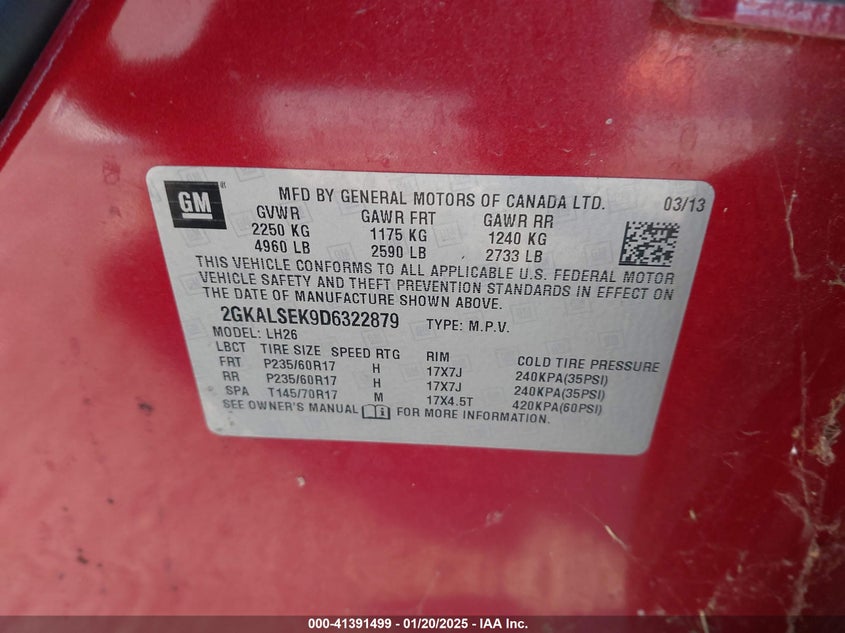 GM ®
MFD BY GENERAL MOTORS OF CANADA LTD. 03/13
GVWR GAWR FRT GAWR RR
2250 KG 1175 KG 1240 KG
4960 LB 2590 LB 2733 LB
THIS VEHICLE CONFORMS TO ALL APPLICABLE U.S. FEDERAL MOTOR
VEHICLE SAFETY AND THEFT PREVENTION STANDARDS IN EFFECT ON
THE DATE OF MANUFACTURE SHOWN ABOVE.
2GKALSEK9D6322879 TYPE: M.P.V.
MODEL: LH26
LBCT TIRE SIZE SPEED RTG RIM COLD TIRE PRESSURE
FRT P235/60R17 H 17X7J 240KPA(35PSI)
RR P235/60R17 H 17X7J 240KPA(35PSI)
SPA T145/70R17 M 17X4.5T 420KPA(60PSI)
SEE OWNER'S MANUAL FOR MORE INFORMATION.
000-41391499 — 01/20/2025 - IAA Inc.